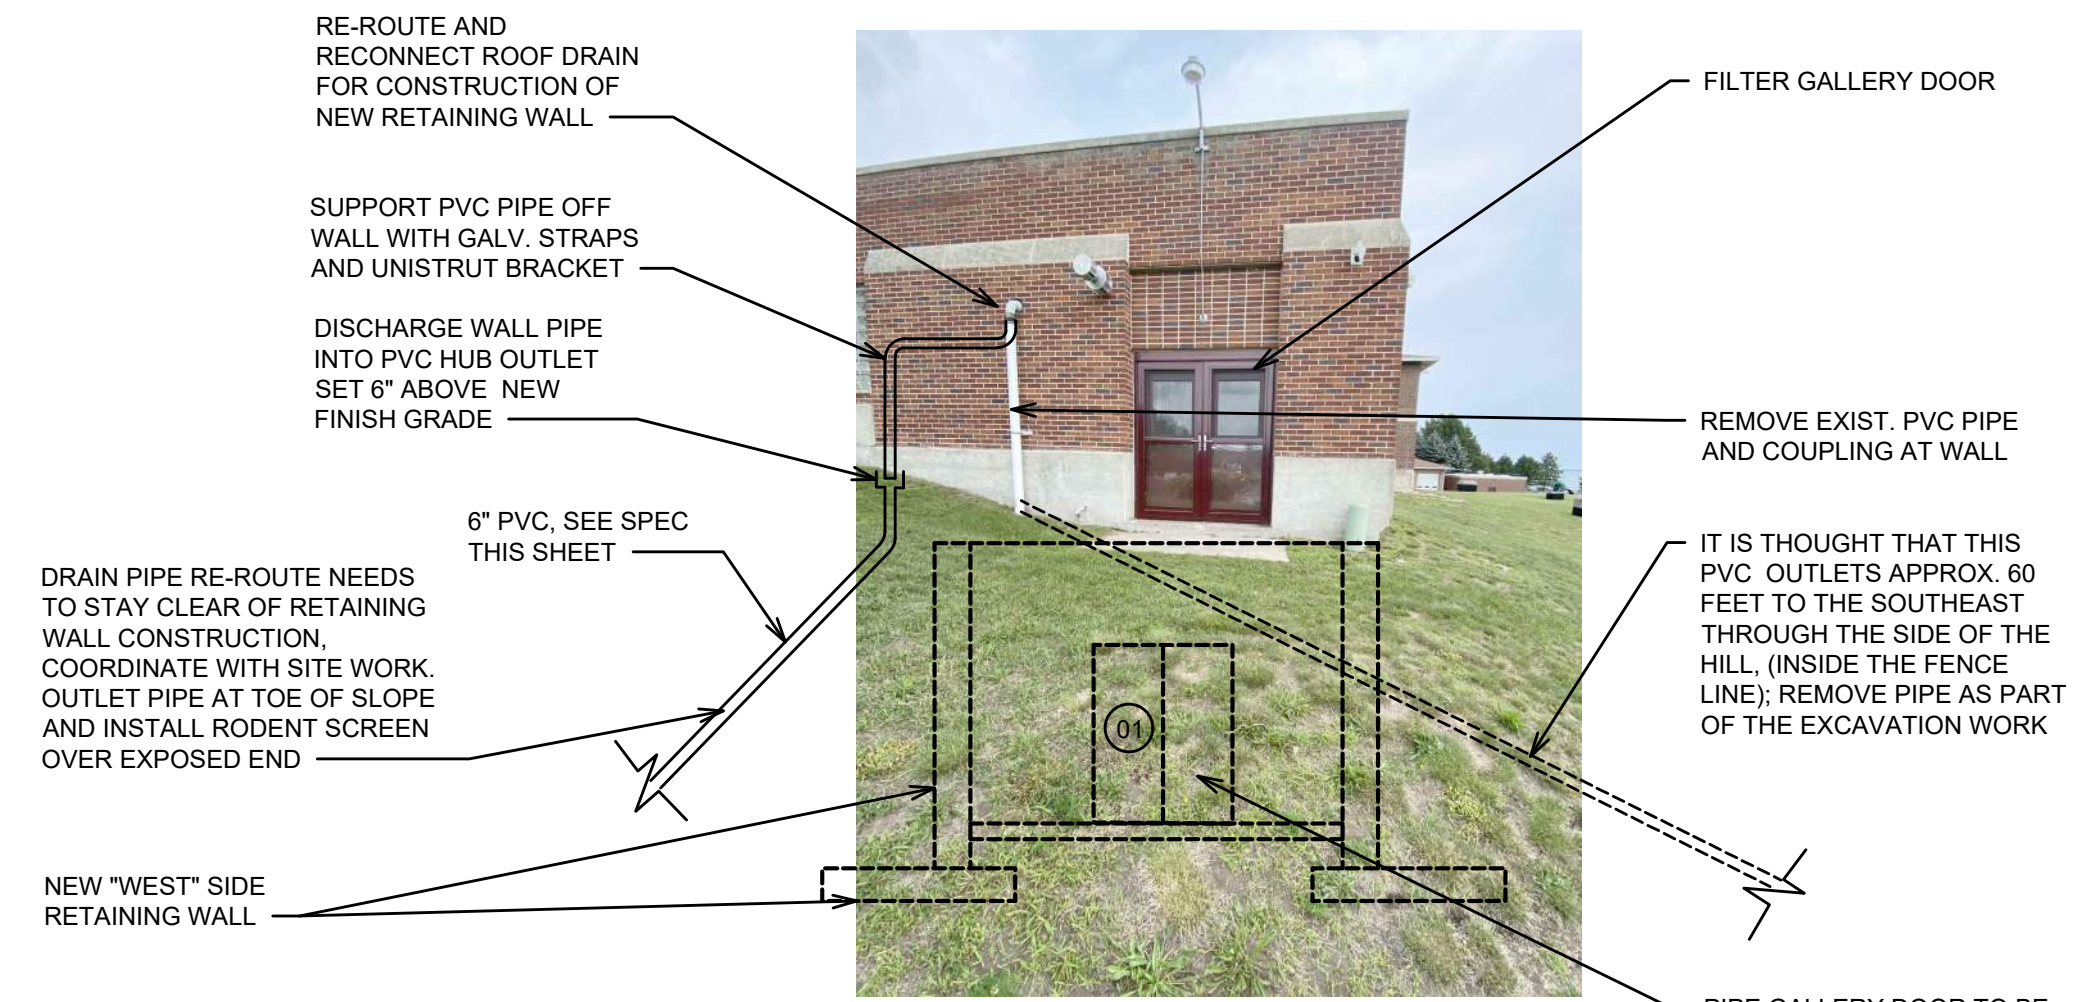 RE-ROUTE AND
RECONNECT ROOF DRAIN
FOR CONSTRUCTION OF
NEW RETAINING WALL
SUPPORT PVC PIPE OFF
WALL WITH GALV. STRAPS
AND UNISTRUT BRACKET
DISCHARGE WALL PIPE
INTO PVC HUB OUTLET
SET 6" ABOVE NEW
FINISH GRADE
6" PVC, SEE SPEC
THIS SHEET
DRAIN PIPE RE-ROUTE NEEDS
TO STAY CLEAR OF RETAINING
WALL CONSTRUCTION,
COORDINATE WITH SITE WORK.
OUTLET PIPE AT TOE OF SLOPE
AND INSTALL RODENT SCREEN
OVER EXPOSED END
NEW "WEST" SIDE
RETAINING WALL
01
FILTER GALLERY DOOR
REMOVE EXIST. PVC PIPE
AND COUPLING AT WALL
IT IS THOUGHT THAT THIS
PVC OUTLETS APPROX. 60
FEET TO THE SOUTHEAST
THROUGH THE SIDE OF THE
HILL, (INSIDE THE FENCE
LINE); REMOVE PIPE AS PART
OF THE EXCAVATION WORK
PIPE GALLERY DOOR TO BE